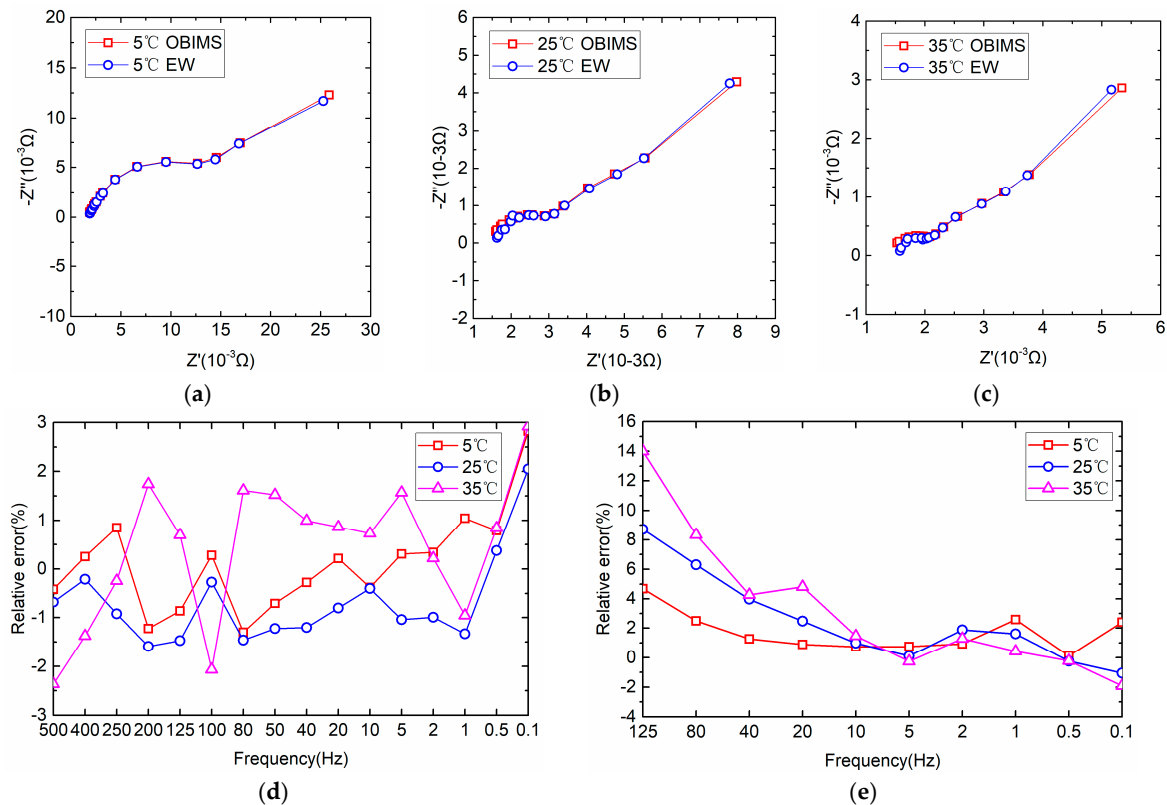 5℃ OBIMS
5℃ EW
-Z''(10⁻³Ω)
20
15
10
5
0
-5
-10
0 5 10 15 20 25 30
Z'(10⁻³Ω)
(a)
25℃ OBIMS
25℃ EW
-Z''(10-3Ω)
6
5
4
3
2
1
0
-1
-2
1 2 3 4 5 6 7 8 9
Z'(10-3Ω)
(b)
35℃ OBIMS
35℃ EW
-Z''(10⁻³Ω)
4
3
2
1
0
-1
1 2 3 4 5 6
Z'(10⁻³Ω)
(c)
5℃
25℃
35℃
Relative error(%)
3
2
1
0
-1
-2
-3
500 400 250 200 125 100 80 50 40 20 10 5 2 1 0.5 0.1
Frequency(Hz)
(d)
5℃
25℃
35℃
Relative error(%)
16
14
12
10
8
6
4
2
0
-2
-4
125 80 40 20 10 5 2 1 0.5 0.1
Frequency(Hz)
(e)